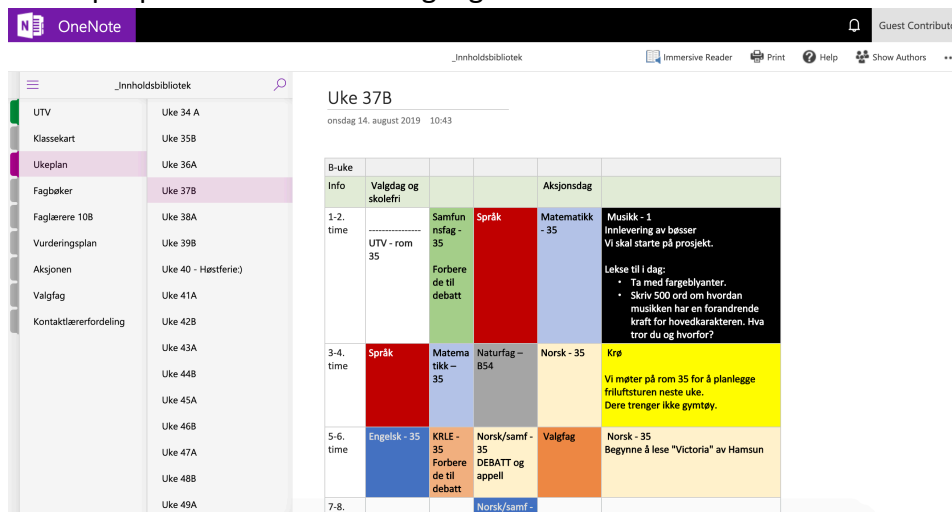 OneNote
Guest Contributo
_Innholdsbibliotek
Immersive Reader
Print
Help
Show Authors
_Innholdsbibliotek
UTV
Klassekart
Ukeplan
Fagbøker
Faglærere 10B
Vurderingsplan
Aksjonen
Valgfag
Kontaktlærerfordeling
Uke 34 A
Uke 35B
Uke 36A
Uke 37B
Uke 38A
Uke 39B
Uke 40 - Høstferie:)
Uke 41A
Uke 42B
Uke 43A
Uke 44B
Uke 45A
Uke 46B
Uke 47A
Uke 48B
Uke 49A
Uke 37B
onsdag 14. august 2019 10:43
B-uke
Info
Valgdag og
skolefri
Aksjonsdag
1-2.
time
---------------
UTV - rom
35
Samfun
nsfag -
35
Forbere
de til
debatt
Språk
Matematikk
- 35
Musikk - 1
Innlevering av bøsser
Vi skal starte på prosjekt.
Lekse til i dag:
• Ta med fargeblyanter.
• Skriv 500 ord om hvordan
musikken har en forandrende
kraft for hovedkarakteren. Hva
tror du og hvorfor?
3-4.
time
Språk
Matema
tikk –
35
Naturfag –
B54
Norsk - 35
Krø
Vi møter på rom 35 for å planlegge
friluftsturen neste uke.
Dere trenger ikke gymtøy.
5-6.
time
Engelsk - 35
KRLE -
35
Forbere
de til
debatt
Norsk/samf -
35
DEBATT og
appell
Valgfag
Norsk - 35
Begynne å lese "Victoria" av Hamsun
7-8.
Norsk/samf -